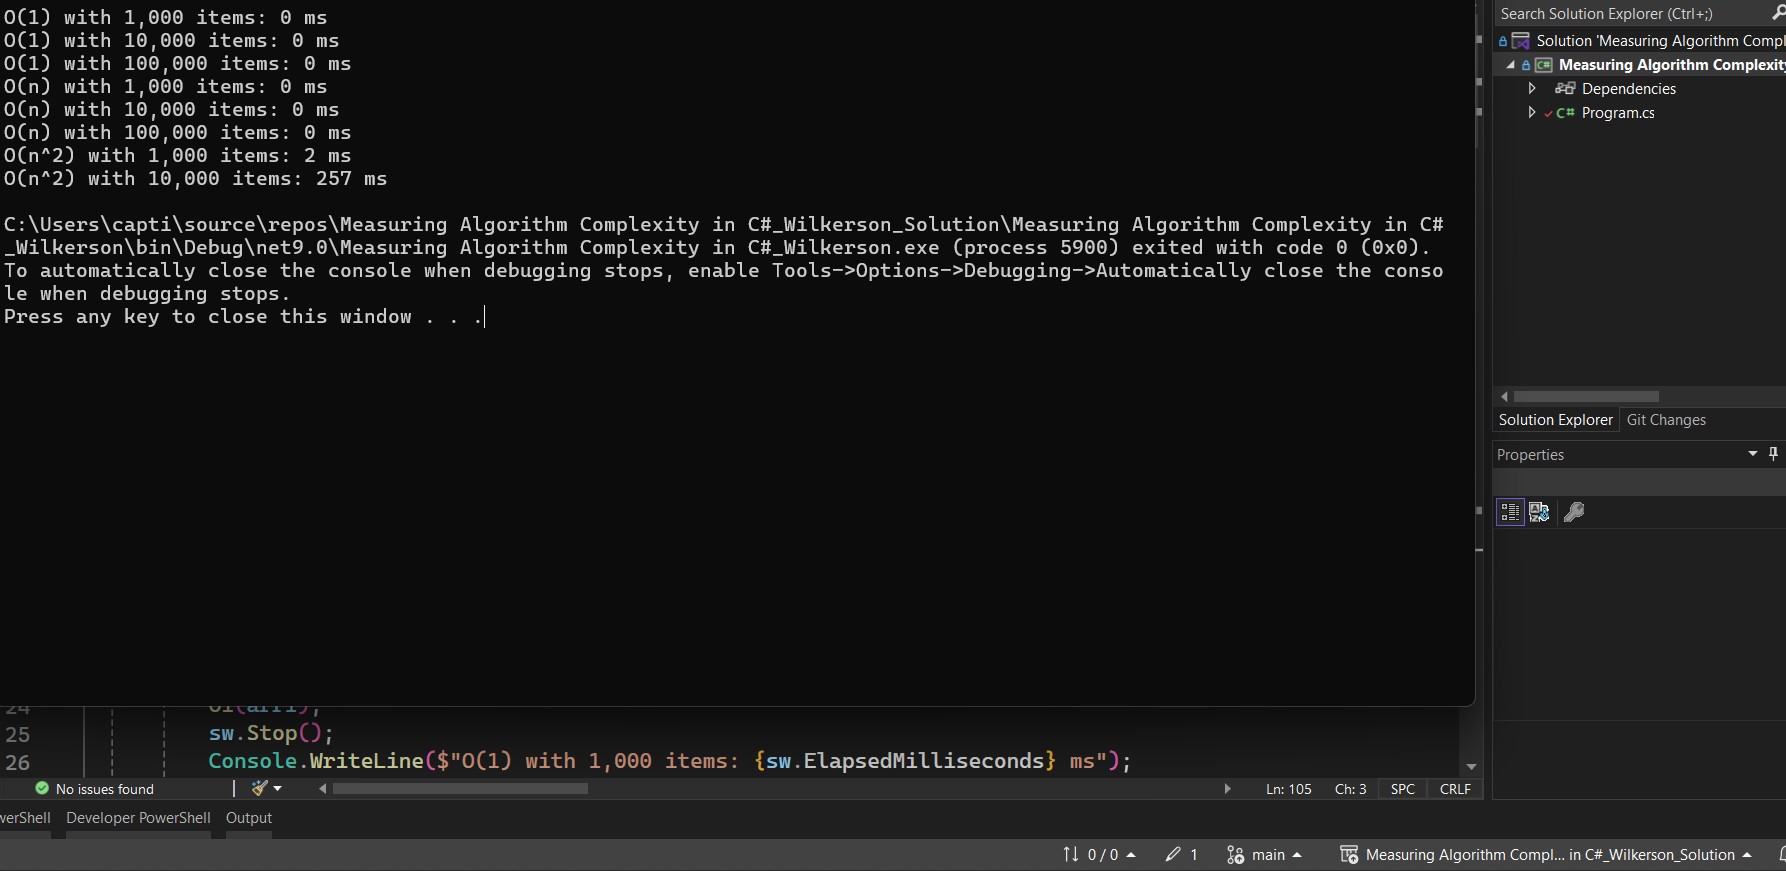 O(1) with 1,000 items: 0 ms
O(1) with 10,000 items: 0 ms
O(1) with 100,000 items: 0 ms
O(n) with 1,000 items: 0 ms
O(n) with 10,000 items: 0 ms
O(n) with 100,000 items: 0 ms
O(n^2) with 1,000 items: 2 ms
O(n^2) with 10,000 items: 257 ms
C:\Users\capti\source\repos\Measuring Algorithm Complexity in C#_Wilkerson_Solution\Measuring Algorithm Complexity in C#
_Wilkerson\bin\Debug\net9.0\Measuring Algorithm Complexity in C#_Wilkerson.exe (process 5900) exited with code 0 (0x0).
To automatically close the console when debugging stops, enable Tools->Options->Debugging->Automatically close the conso
le when debugging stops.
Press any key to close this window . . .
Search Solution Explorer (Ctrl+;)
Solution 'Measuring Algorithm Compl
Measuring Algorithm Complexity
Dependencies
C# Program.cs
Solution Explorer Git Changes
Properties
24
25 sw.Stop();
26 Console.WriteLine($"O(1) with 1,000 items: {sw.ElapsedMilliseconds} ms");
No issues found Ln: 105 Ch: 3 SPC CRLF
werShell Developer PowerShell Output
0 / 0 1 main Measuring Algorithm Compl... in C#_Wilkerson_Solution